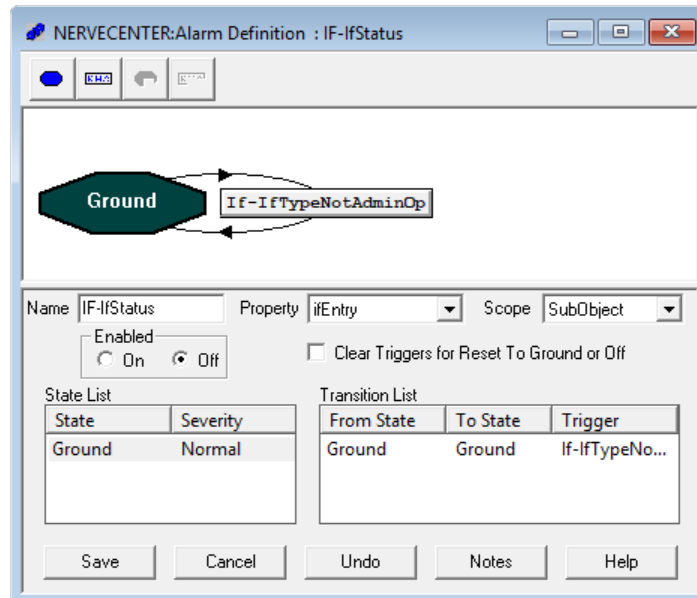 NERVECENTER:Alarm Definition : IF-IfStatus
Ground
If-IfTypeNotAdminOp
Name IF-IfStatus Property ifEntry Scope SubObject
Enabled
On Off
Clear Triggers for Reset To Ground or Off
State List
State Severity
Ground Normal
Transition List
From State To State Trigger
Ground Ground If-IfTypeNo...
Save Cancel Undo Notes Help